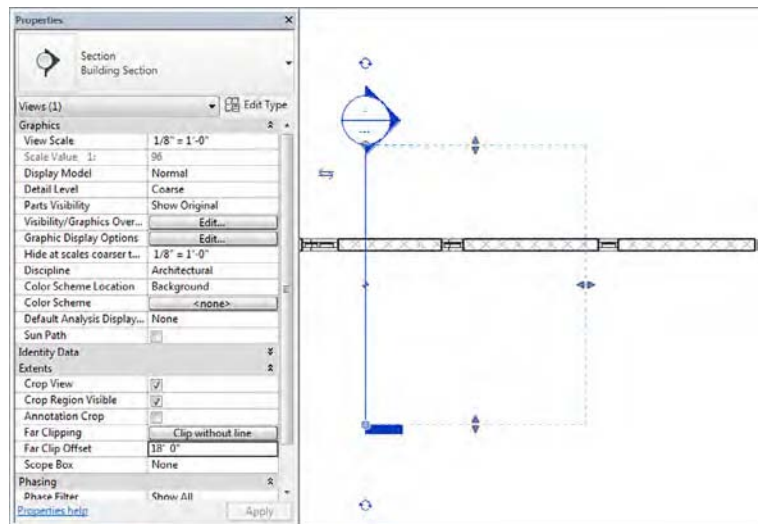 Properties
Section
Building Section
Views (1)
Edit Type
Graphics
View Scale 1/8" = 1'-0"
Scale Value 1: 96
Display Model Normal
Detail Level Coarse
Parts Visibility Show Original
Visibility/Graphics Over... Edit...
Graphic Display Options Edit...
Hide at scales coarser t... 1/8" = 1'-0"
Discipline Architectural
Color Scheme Location Background
Color Scheme <none>
Default Analysis Display... None
Sun Path
Identity Data
Extents
Crop View
Crop Region Visible
Annotation Crop
Far Clipping Clip without line
Far Clip Offset 18' 0"
Scope Box None
Phasing
Phase Filter Show All
Properties help Apply